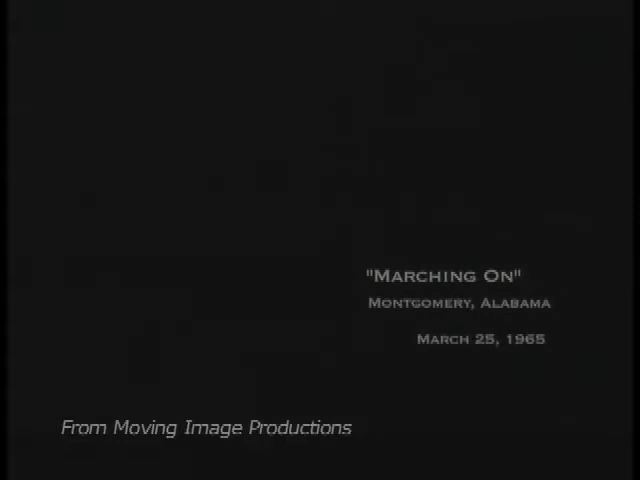 "Marching On"
Montgomery, Alabama
March 25, 1965
From Moving Image Productions